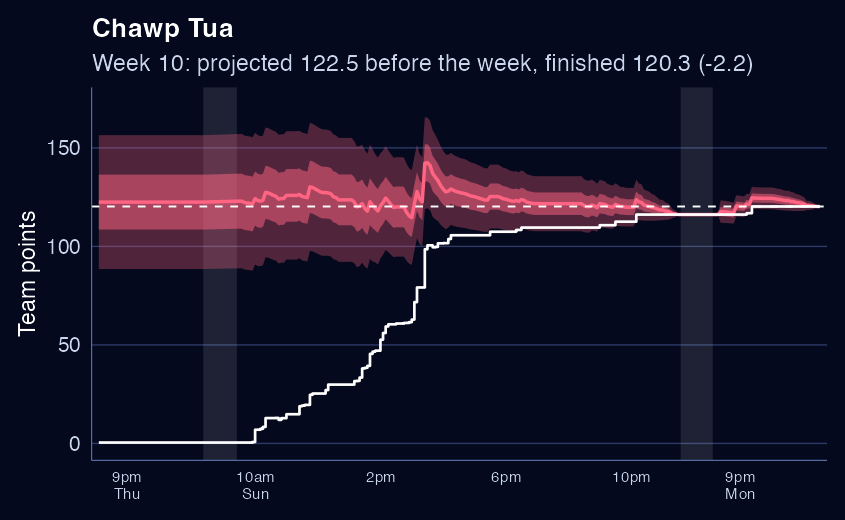 Chawp Tua
Week 10: projected 122.5 before the week, finished 120.3 (-2.2)
Team points
150
100
50
0
9pm
Thu
10am
Sun
2pm
6pm
10pm
9pm
Mon